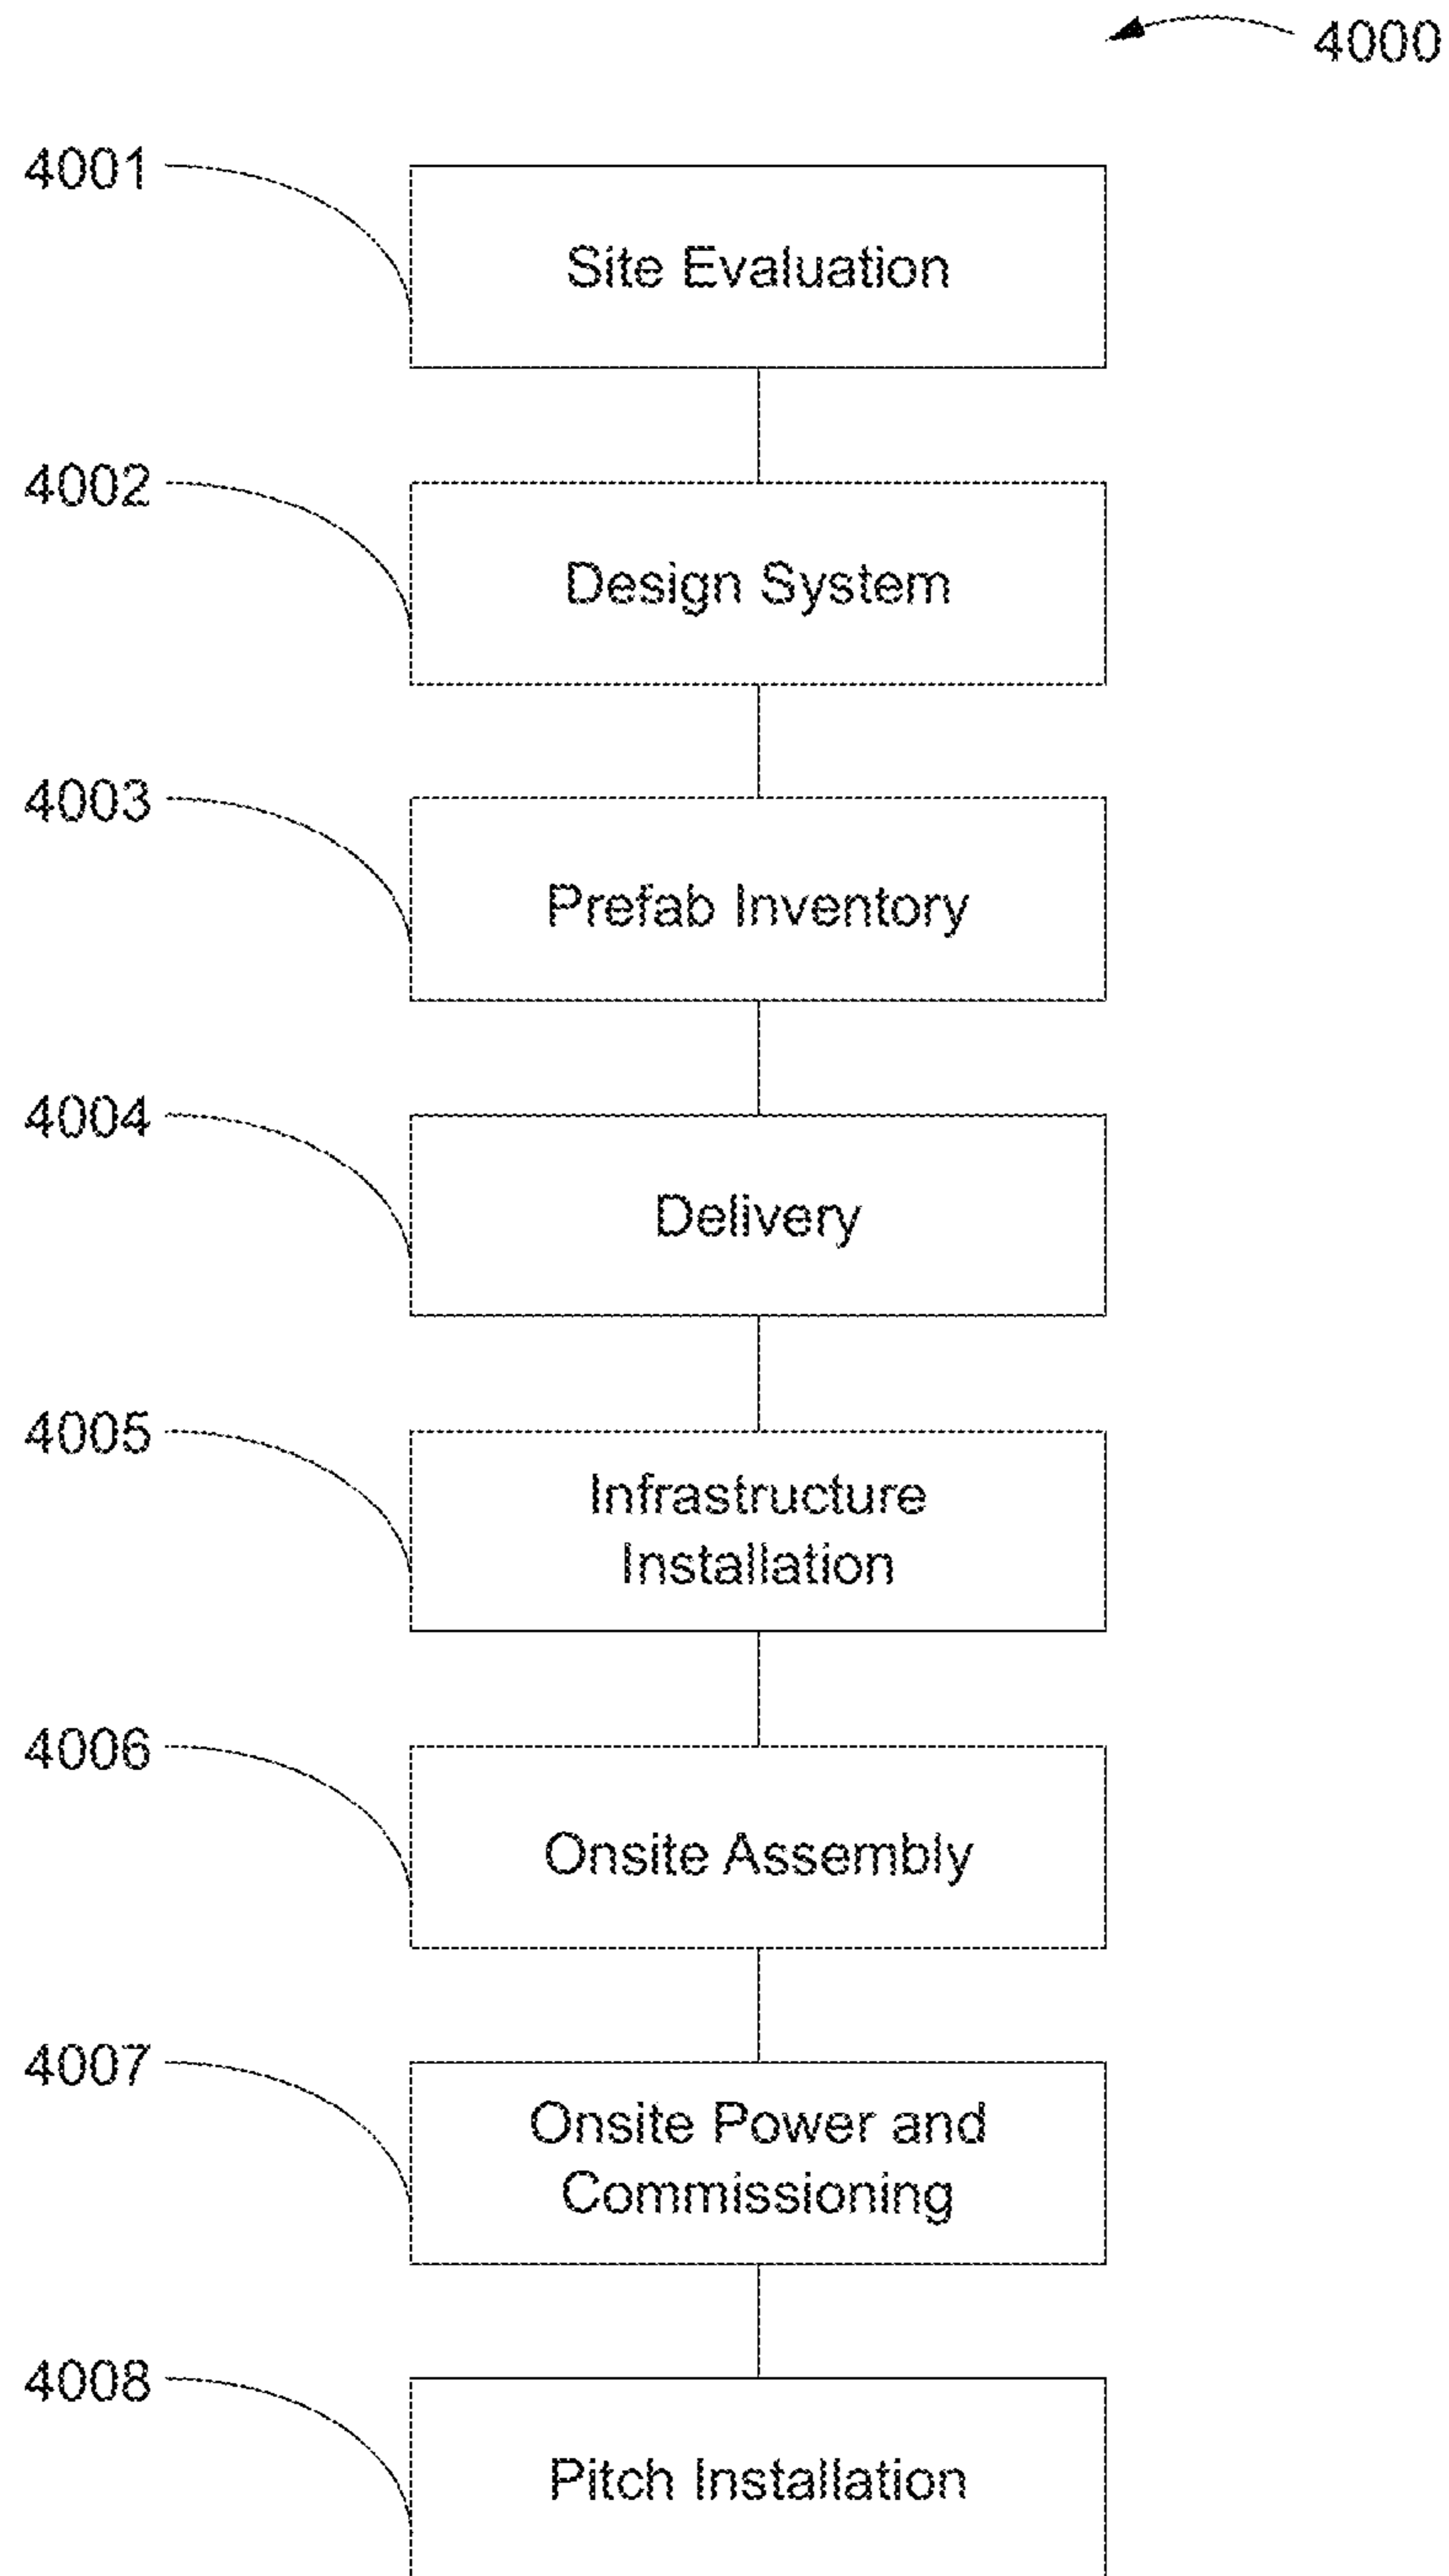 4000
4001
Site Evaluation
4002
Design System
4003
Prefab Inventory
4004
Delivery
4005
Infrastructure
Installation
4006
Onsite Assembly
4007
Onsite Power and
Commissioning
4008
Pitch Installation